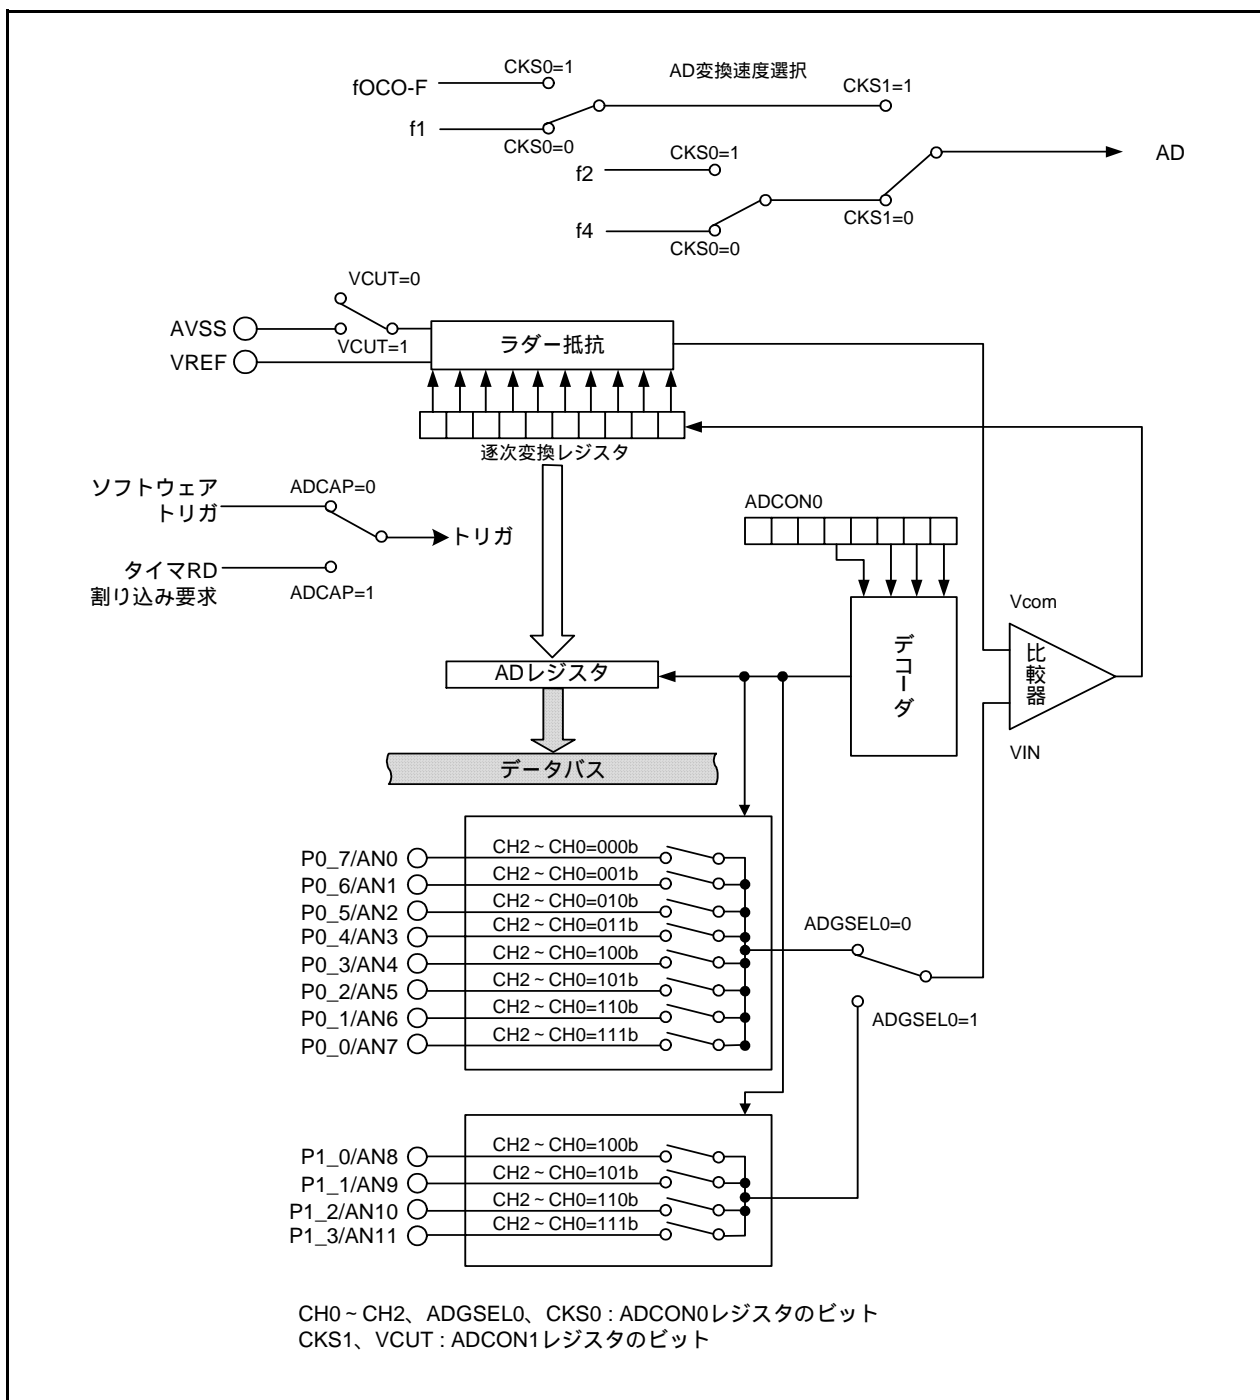 fOCO-F
CKS0=1
AD変換速度選択
CKS1=1
f1
CKS0=0
f2
CKS0=1
AD
f4
CKS0=0
CKS1=0
VCUT=0
AVSS
VCUT=1
VREF
ラダー抵抗
逐次変換レジスタ
ソフトウェア
トリガ
ADCAP=0
トリガ
タイマRD
割り込み要求
ADCAP=1
ADCON0
デコーダ
Vcom
比較器
VIN
ADレジスタ
データバス
P0_7/AN0 CH2～CH0=000b
P0_6/AN1 CH2～CH0=001b
P0_5/AN2 CH2～CH0=010b
P0_4/AN3 CH2～CH0=011b
P0_3/AN4 CH2～CH0=100b
P0_2/AN5 CH2～CH0=101b
P0_1/AN6 CH2～CH0=110b
P0_0/AN7 CH2～CH0=111b
ADGSEL0=0
ADGSEL0=1
P1_0/AN8 CH2～CH0=100b
P1_1/AN9 CH2～CH0=101b
P1_2/AN10 CH2～CH0=110b
P1_3/AN11 CH2～CH0=111b
CH0～CH2、ADGSEL0、CKS0 : ADCON0レジスタのビット
CKS1、VCUT : ADCON1レジスタのビット